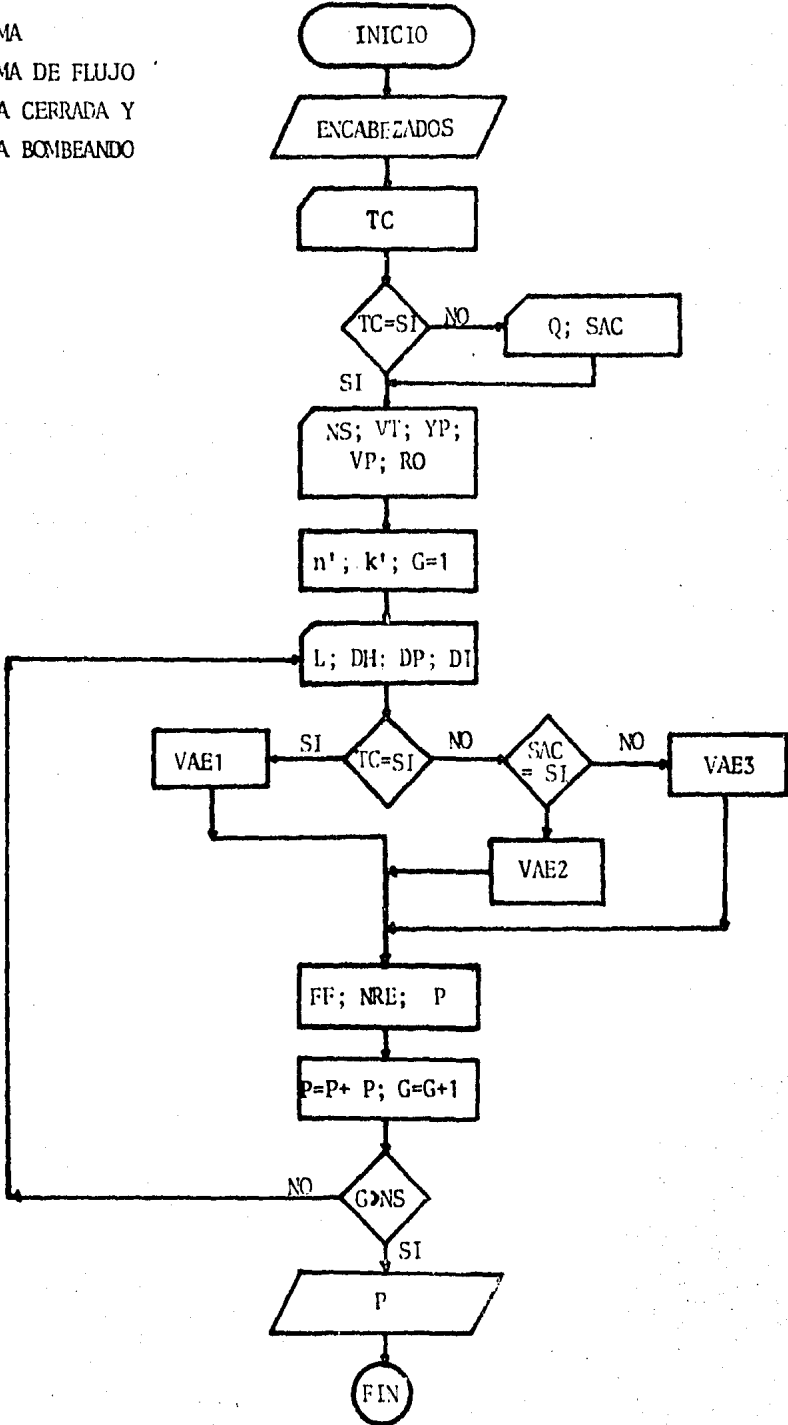 MA
MA DE FLUJO
A CERRADA Y
A BOMBEANDO
INICIO
ENCABEZADOS
TC
TC=SI
NO
Q; SAC
SI
NS; VT; YP;
VP; RO
n'; k'; G=1
L; DH; DP; DI
TC=SI
SI
NO
SAC
= SI
NO
VAE1
VAE3
VAE2
FF; NRE; P
P=P+ P; G=G+1
G>NS
NO
SI
P
FIN